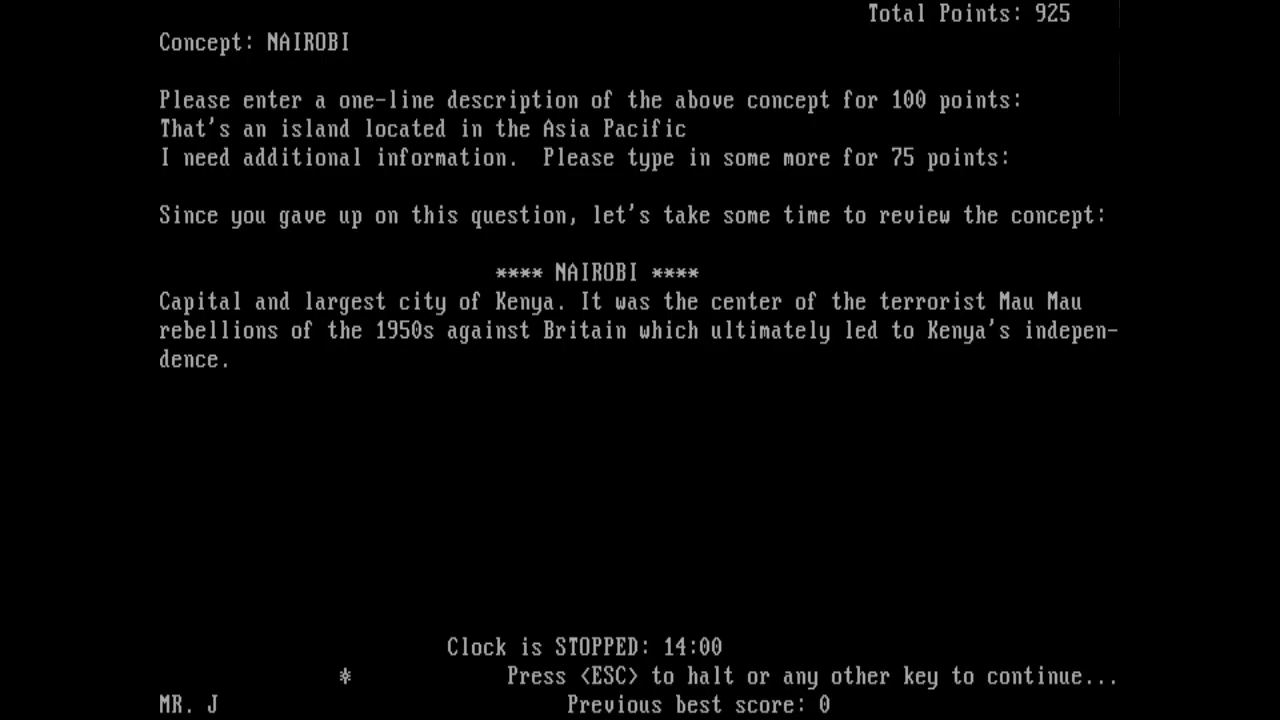 Total Points: 925
Concept: NAIROBI
Please enter a one-line description of the above concept for 100 points:
That's an island located in the Asia Pacific
I need additional information.  Please type in some more for 75 points:
Since you gave up on this question, let's take some time to review the concept:
**** NAIROBI ****
Capital and largest city of Kenya. It was the center of the terrorist Mau Mau
rebellions of the 1950s against Britain which ultimately led to Kenya's indepen-
dence.
Clock is STOPPED: 14:00
* Press <ESC> to halt or any other key to continue...
MR. J Previous best score: 0